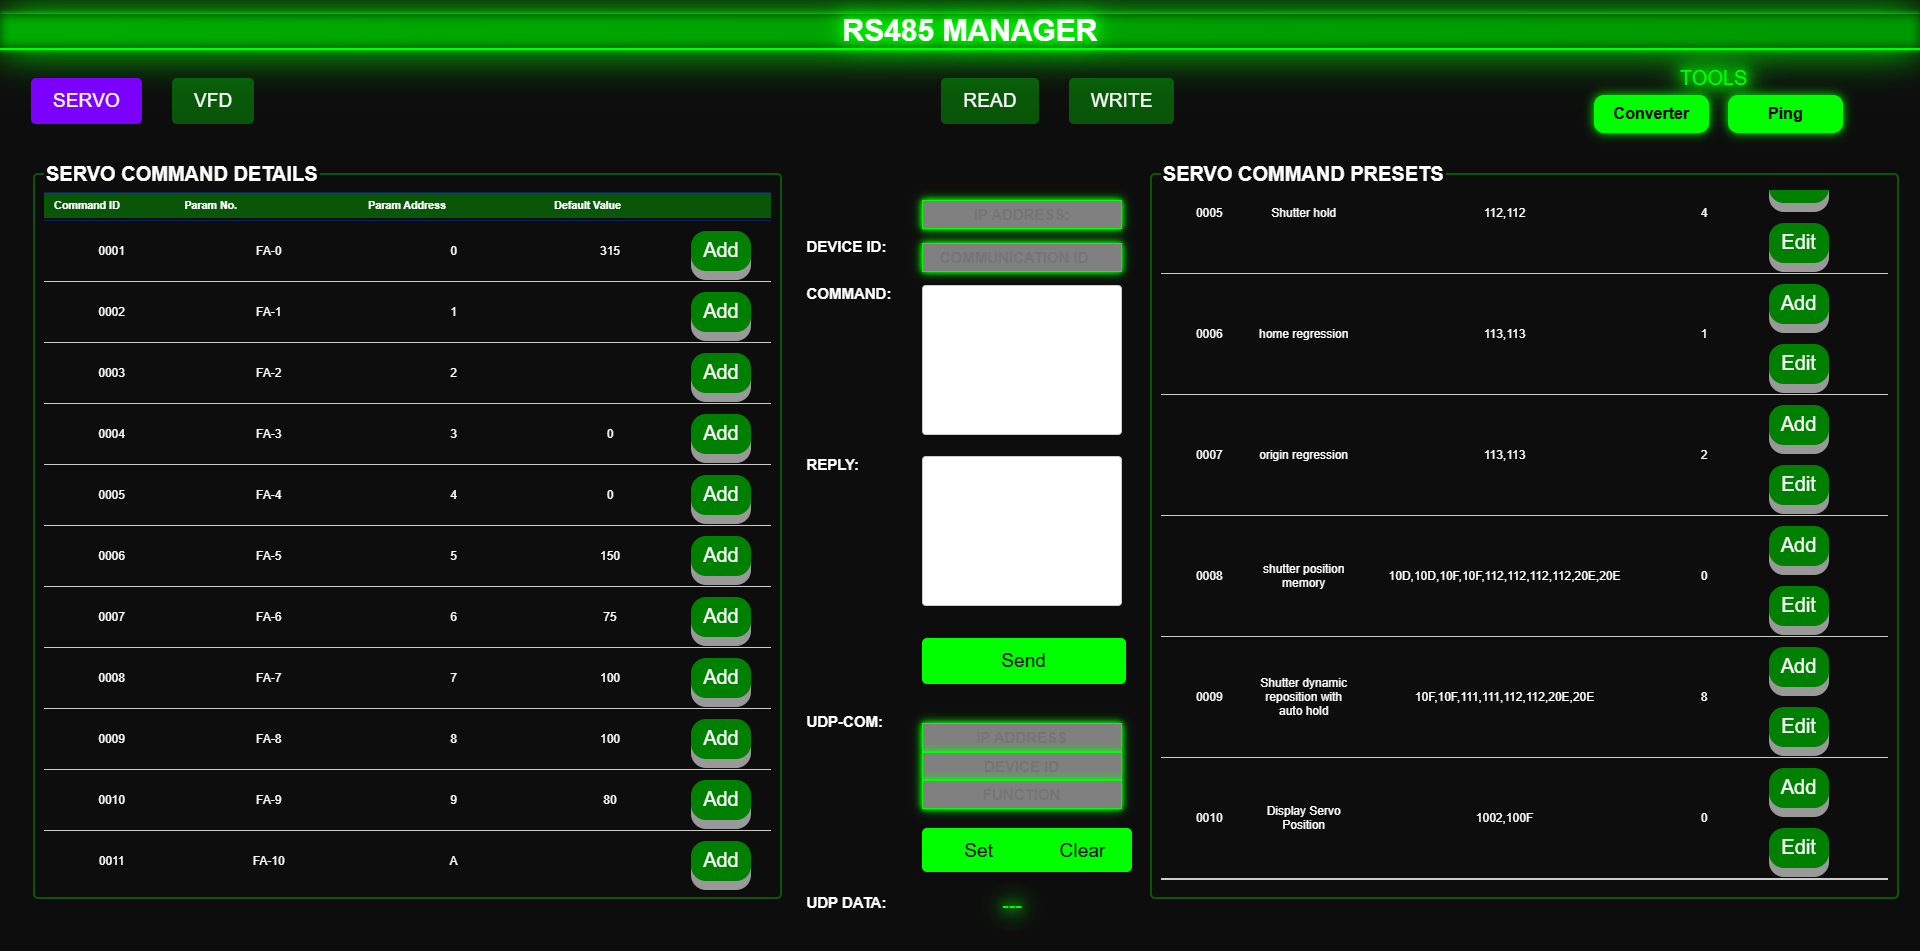 RS485 MANAGER
SERVO
VFD
READ
WRITE
TOOLS
Converter
Ping
SERVO COMMAND DETAILS
Command ID Param No. Param Address Default Value
0001 FA-0 0 315 Add
0002 FA-1 1 Add
0003 FA-2 2 Add
0004 FA-3 3 0 Add
0005 FA-4 4 0 Add
0006 FA-5 5 150 Add
0007 FA-6 6 75 Add
0008 FA-7 7 100 Add
0009 FA-8 8 100 Add
0010 FA-9 9 80 Add
0011 FA-10 A Add
IP ADDRESS:
DEVICE ID:
COMMUNICATION ID
COMMAND:
REPLY:
Send
UDP-COM:
IP ADDRESS
DEVICE ID
FUNCTION
Set
Clear
UDP DATA:
---
SERVO COMMAND PRESETS
0005 Shutter hold 112,112 4
Edit
Add
0006 home regression 113,113 1
Edit
Add
0007 origin regression 113,113 2
Edit
Add
shutter position
memory
0008 10D,10D,10F,10F,112,112,112,112,20E,20E 0
Edit
Add
Shutter dynamic
reposition with
auto hold
0009 10F,10F,111,111,112,112,20E,20E 8
Edit
Add
Display Servo
Position
0010 1002,100F 0
Edit